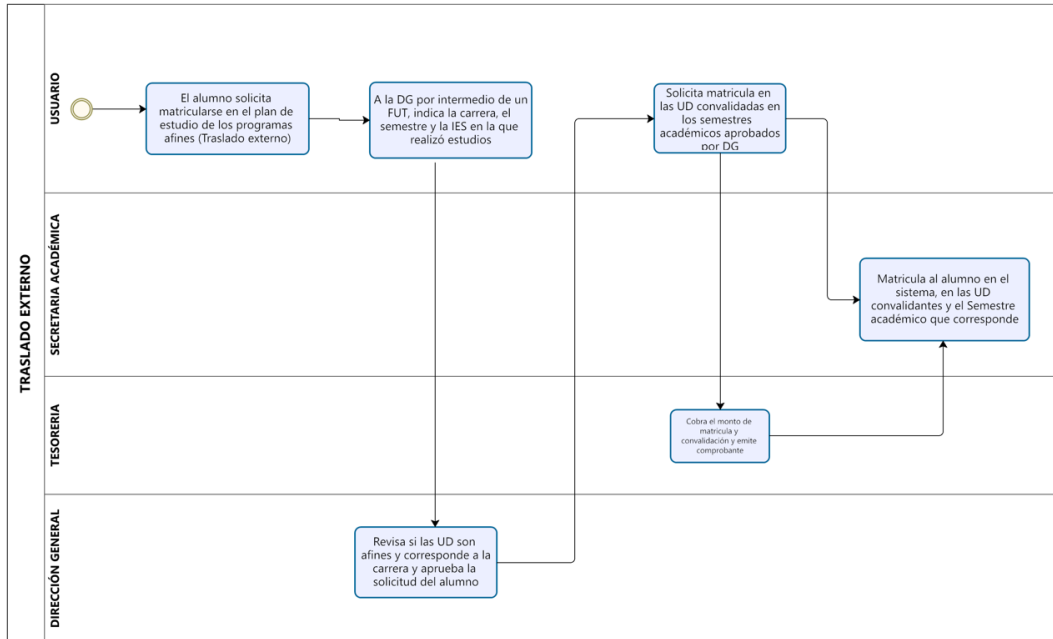 TRASLADO EXTERNO
USUARIO
El alumno solicita
matricularse en el plan de
estudio de los programas
afines (Traslado externo)
A la DG por intermedio de un
FUT, indica la carrera, el
semestre y la IES en la que
realizó estudios
Solicita matricula en
las UD convalidadas en
los semestres
académicos aprobados
por DG
SECRETARIA ACADÉMICA
Matricula al alumno en el
sistema, en las UD
convalidantes y el Semestre
académico que corresponde
TESORERIA
Cobra el monto de
matricula y
convalidación y emite
comprobante
DIRECCIÓN GENERAL
Revisa si las UD son
afines y corresponde a la
carrera y aprueba la
solicitud del alumno